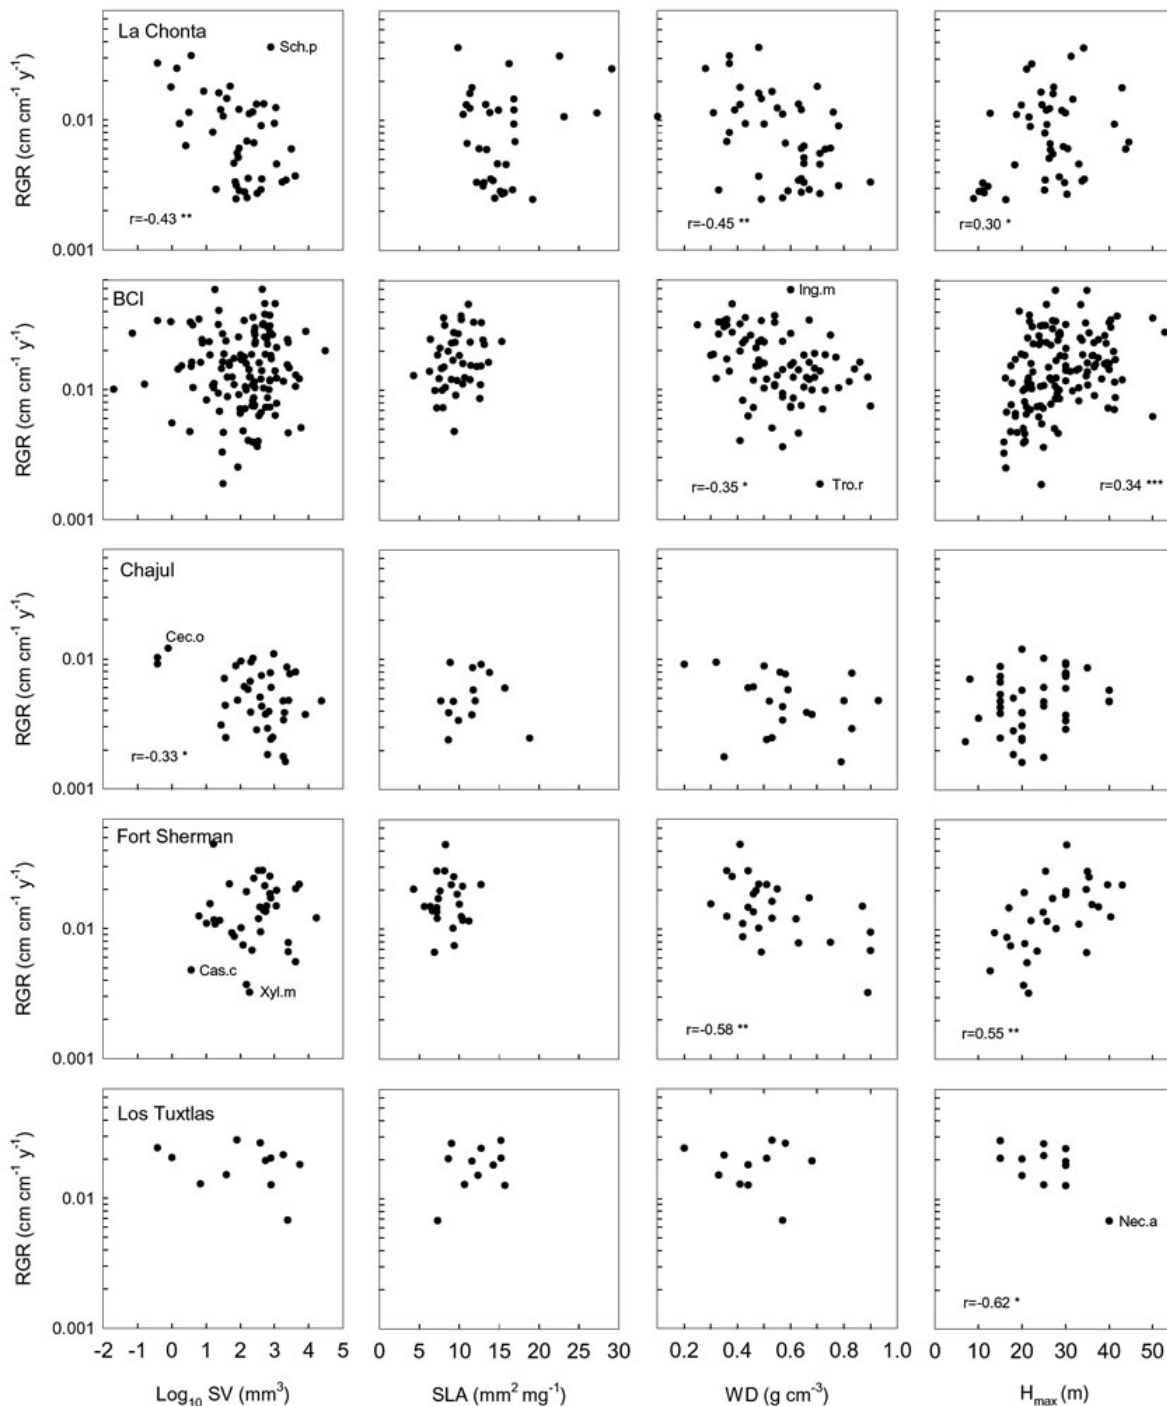 La Chonta
Sch.p
RGR (cm cm⁻¹ y⁻¹)
0.01
0.001
r=-0.43 **
r=-0.45 **
r=0.30 *
BCI
Ing.m
RGR (cm cm⁻¹ y⁻¹)
0.01
0.001
r=-0.35 *
Tro.r
r=0.34 ***
Chajul
Cec.o
RGR (cm cm⁻¹ y⁻¹)
0.01
0.001
r=-0.33 *
Fort Sherman
RGR (cm cm⁻¹ y⁻¹)
0.01
0.001
Cas.c
Xyl.m
r=-0.58 **
r=0.55 **
Los Tuxtlas
RGR (cm cm⁻¹ y⁻¹)
0.01
0.001
Nec.a
r=-0.62 *
-2 -1 0 1 2 3 4 5
0 5 10 15 20 25 30
0.2 0.4 0.6 0.8 1.0
0 10 20 30 40 50
Log₁₀ SV (mm³)
SLA (mm² mg⁻¹)
WD (g cm⁻³)
Hmax (m)